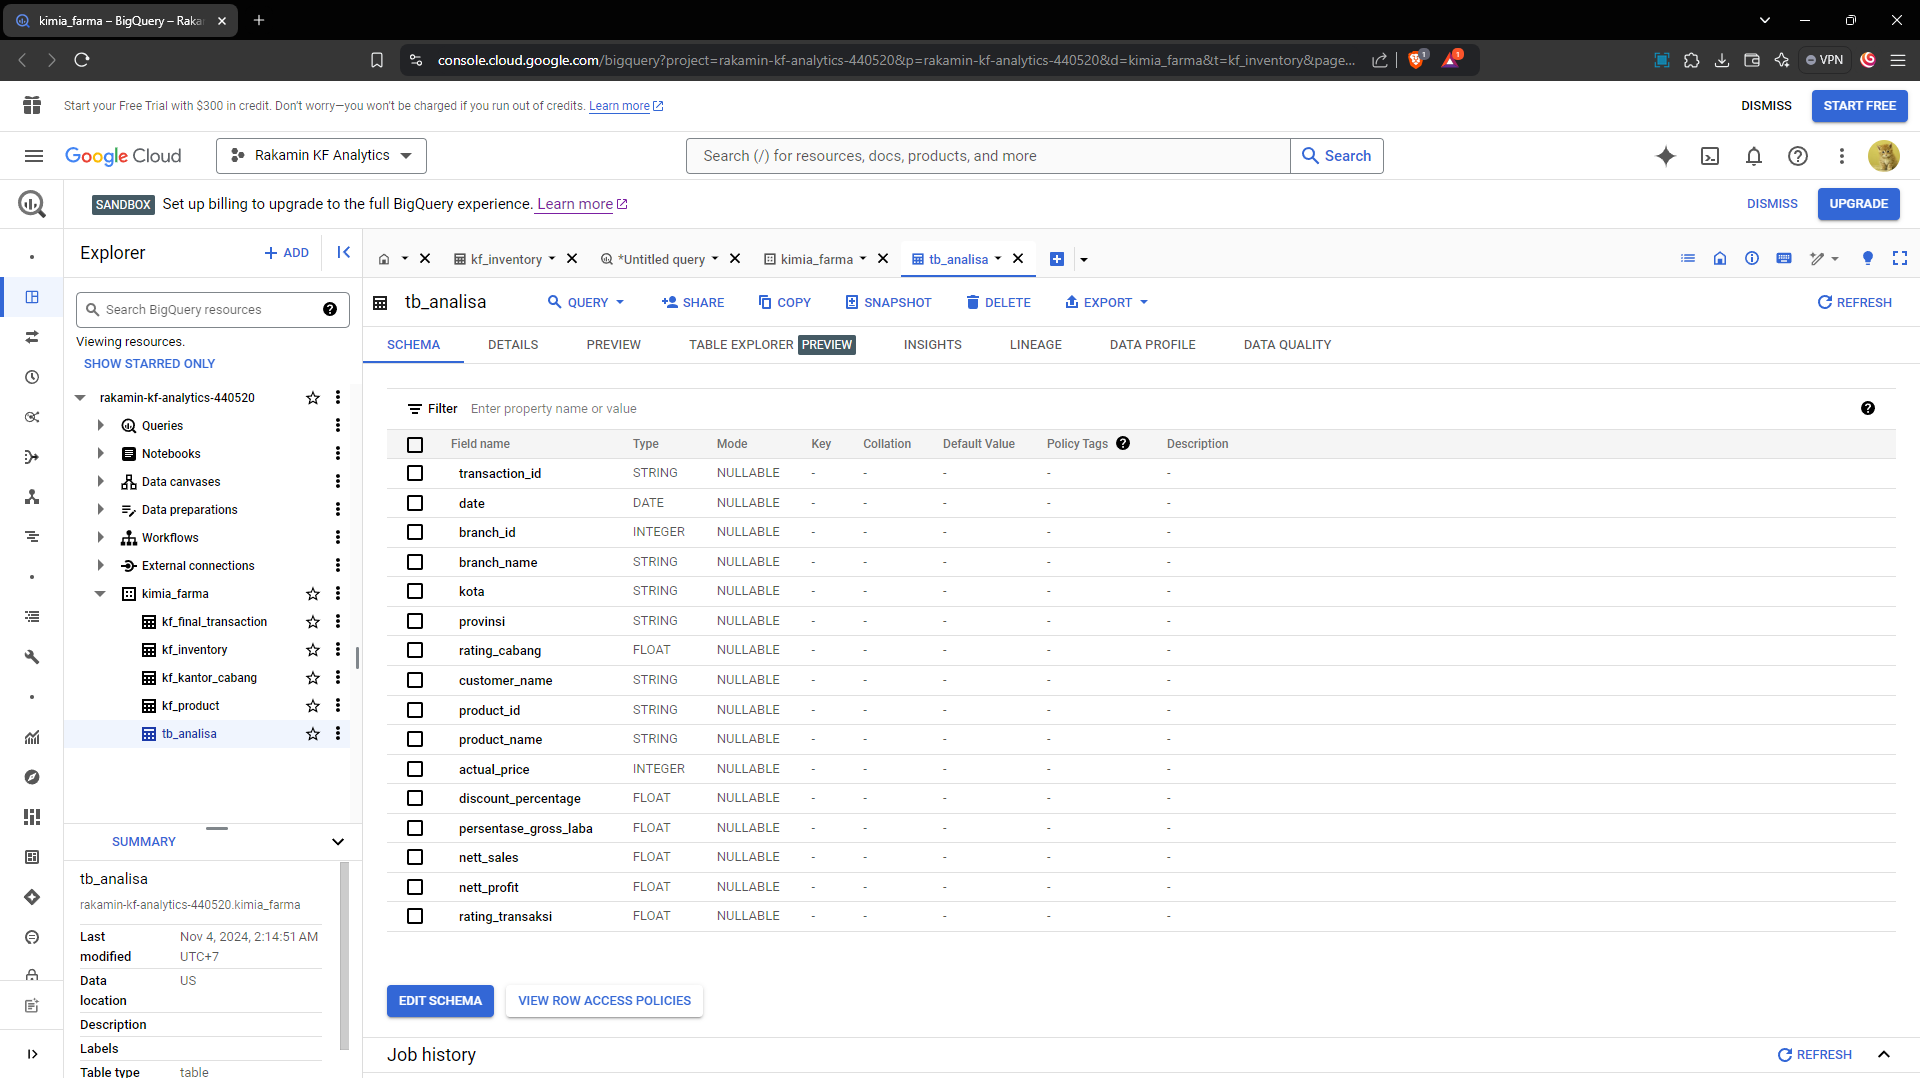 kimia_farma – BigQuery – Raka
console.cloud.google.com/bigquery?project=rakamin-kf-analytics-440520&p=rakamin-kf-analytics-440520&d=kimia_farma&t=kf_inventory&page...
1
1
VPN
Start your Free Trial with $300 in credit. Don't worry—you won't be charged if you run out of credits. Learn more
DISMISS
START FREE
Google Cloud
Rakamin KF Analytics
Search (/) for resources, docs, products, and more
Search
SANDBOX Set up billing to upgrade to the full BigQuery experience. Learn more
DISMISS
UPGRADE
Explorer
+ ADD
kf_inventory
*Untitled query
kimia_farma
tb_analisa
Search BigQuery resources
Viewing resources.
SHOW STARRED ONLY
rakamin-kf-analytics-440520
Queries
Notebooks
Data canvases
Data preparations
Workflows
External connections
kimia_farma
kf_final_transaction
kf_inventory
kf_kantor_cabang
kf_product
tb_analisa
SUMMARY
tb_analisa
rakamin-kf-analytics-440520.kimia_farma
Last modified Nov 4, 2024, 2:14:51 AM UTC+7
Data location US
Description
Labels
Table type table
tb_analisa
QUERY
SHARE
COPY
SNAPSHOT
DELETE
EXPORT
REFRESH
SCHEMA
DETAILS
PREVIEW
TABLE EXPLORER PREVIEW
INSIGHTS
LINEAGE
DATA PROFILE
DATA QUALITY
Filter Enter property name or value
Field name Type Mode Key Collation Default Value Policy Tags Description
transaction_id STRING NULLABLE - - - - -
date DATE NULLABLE - - - - -
branch_id INTEGER NULLABLE - - - - -
branch_name STRING NULLABLE - - - - -
kota STRING NULLABLE - - - - -
provinsi STRING NULLABLE - - - - -
rating_cabang FLOAT NULLABLE - - - - -
customer_name STRING NULLABLE - - - - -
product_id STRING NULLABLE - - - - -
product_name STRING NULLABLE - - - - -
actual_price INTEGER NULLABLE - - - - -
discount_percentage FLOAT NULLABLE - - - - -
persentase_gross_laba FLOAT NULLABLE - - - - -
nett_sales FLOAT NULLABLE - - - - -
nett_profit FLOAT NULLABLE - - - - -
rating_transaksi FLOAT NULLABLE - - - - -
EDIT SCHEMA
VIEW ROW ACCESS POLICIES
Job history
REFRESH